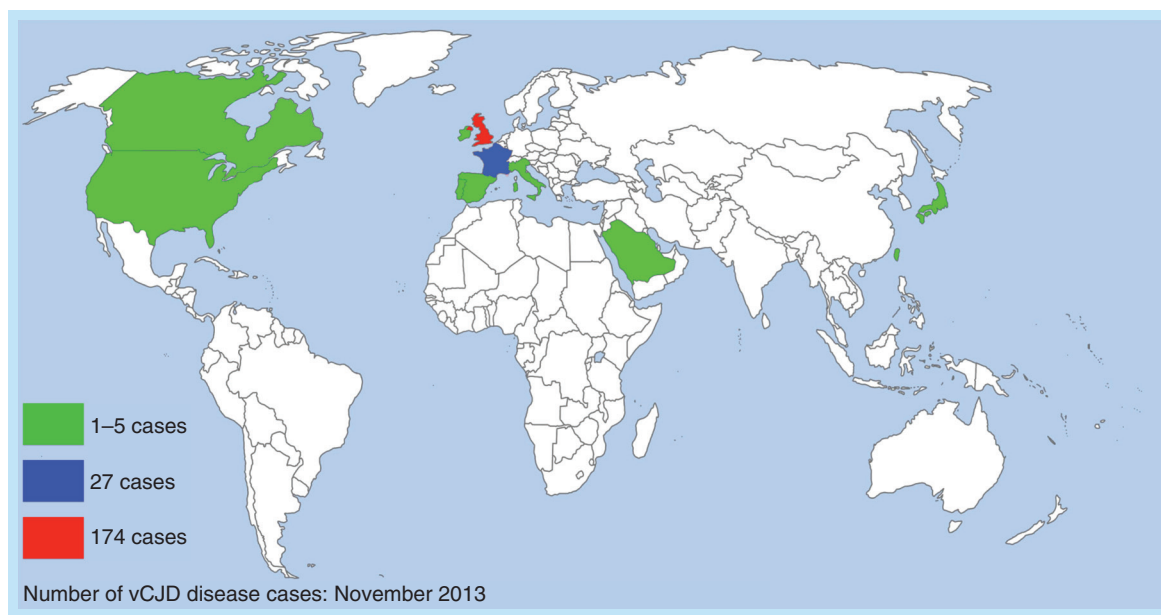 1–5 cases
27 cases
174 cases
Number of vCJD disease cases: November 2013